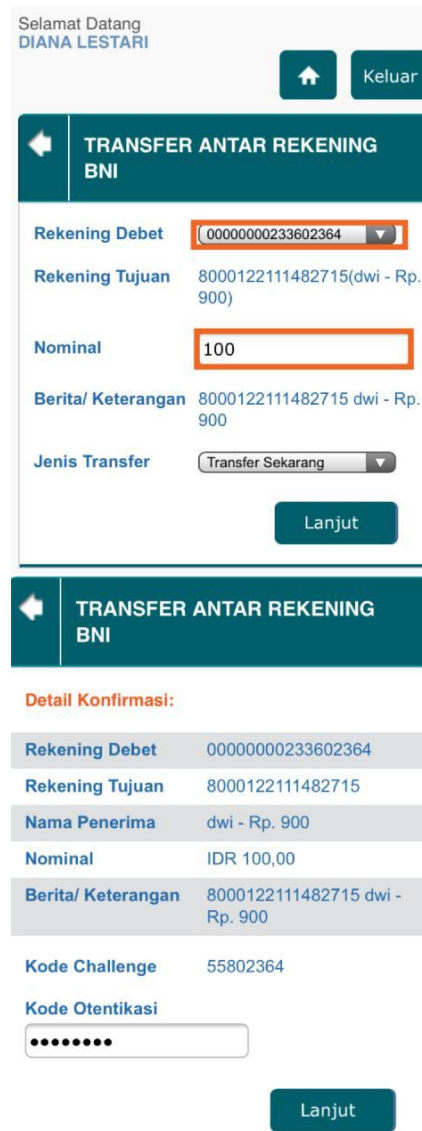 Selamat Datang
DIANA LESTARI
Keluar
TRANSFER ANTAR REKENING
BNI
Rekening Debet 00000000233602364
Rekening Tujuan 8000122111482715(dwi - Rp.
900)
Nominal 100
Berita/ Keterangan 8000122111482715 dwi - Rp.
900
Jenis Transfer Transfer Sekarang
Lanjut
TRANSFER ANTAR REKENING
BNI
Detail Konfirmasi:
Rekening Debet 00000000233602364
Rekening Tujuan 8000122111482715
Nama Penerima dwi - Rp. 900
Nominal IDR 100,00
Berita/ Keterangan 8000122111482715 dwi -
Rp. 900
Kode Challenge 55802364
Kode Otentikasi
••••••••
Lanjut